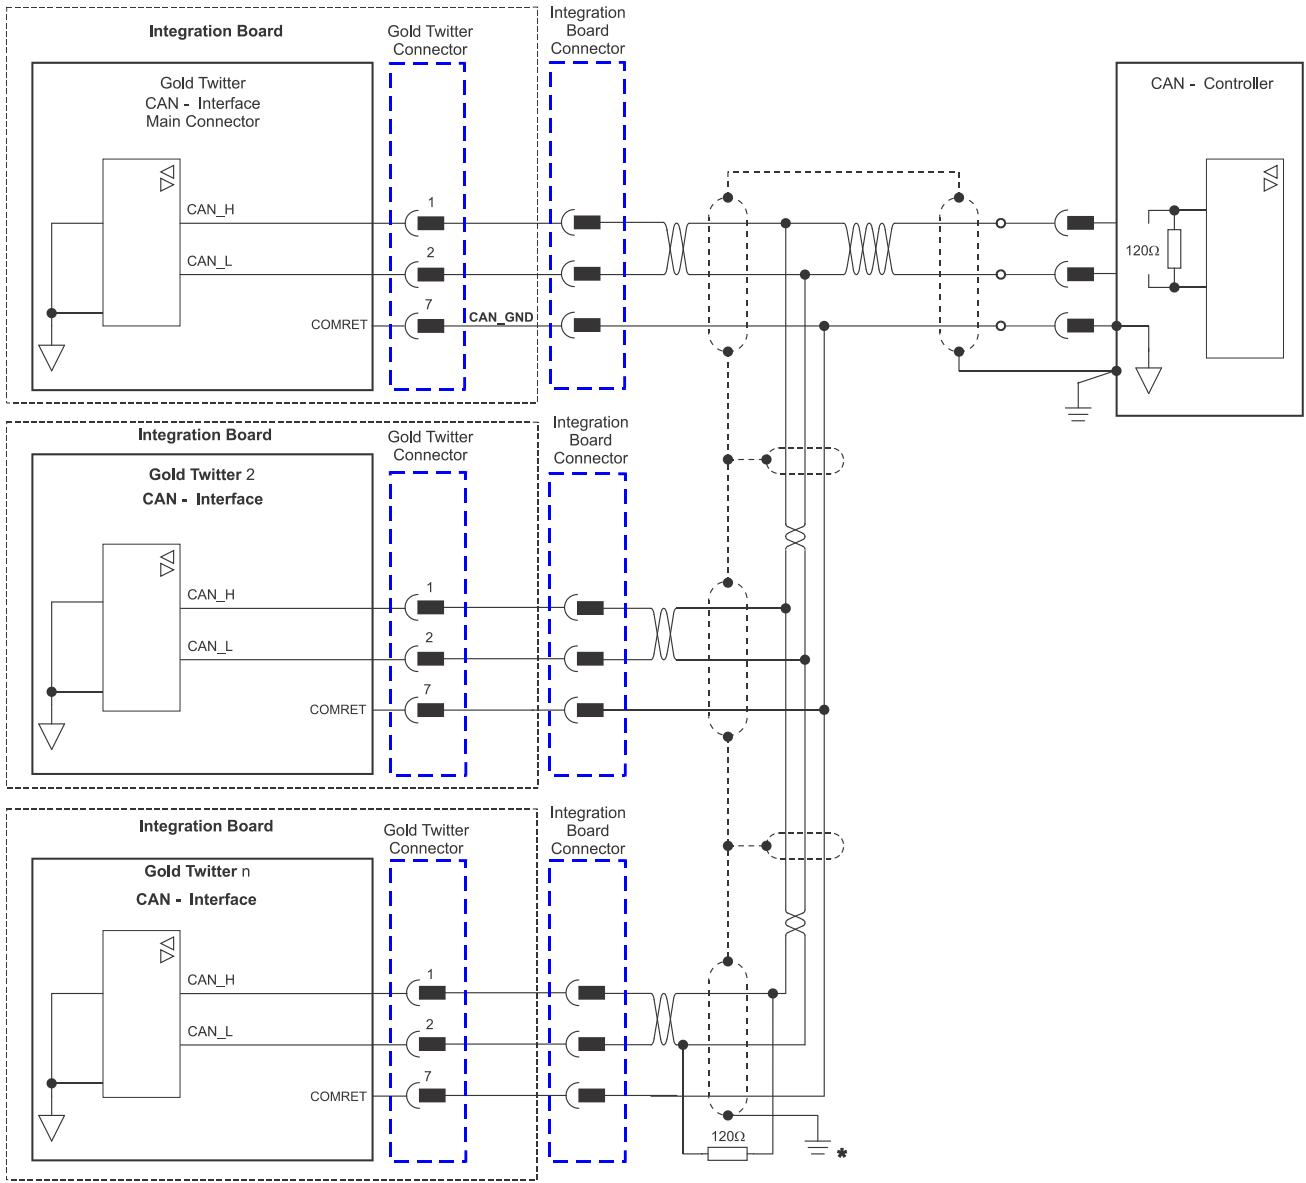 Integration Board
Gold Twitter
Connector
Integration
Board
Connector
Gold Twitter
CAN - Interface
Main Connector
CAN - Controller
CAN_H
1
CAN_L
2
120Ω
COMRET
7
CAN_GND
Integration Board
Gold Twitter
Connector
Integration
Board
Connector
Gold Twitter 2
CAN - Interface
CAN_H
1
CAN_L
2
COMRET
7
Integration Board
Gold Twitter
Connector
Integration
Board
Connector
Gold Twitter n
CAN - Interface
CAN_H
1
CAN_L
2
COMRET
7
120Ω
*